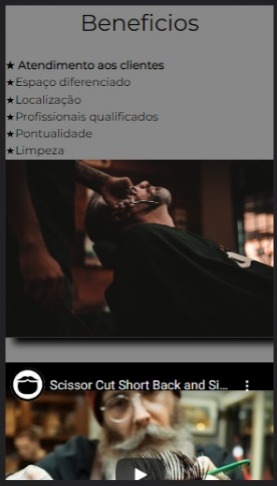 Beneficios
★ Atendimento aos clientes
★Espaço diferenciado
★Localização
★Profissionais qualificados
★Pontualidade
★Limpeza
Scissor Cut Short Back and Si...